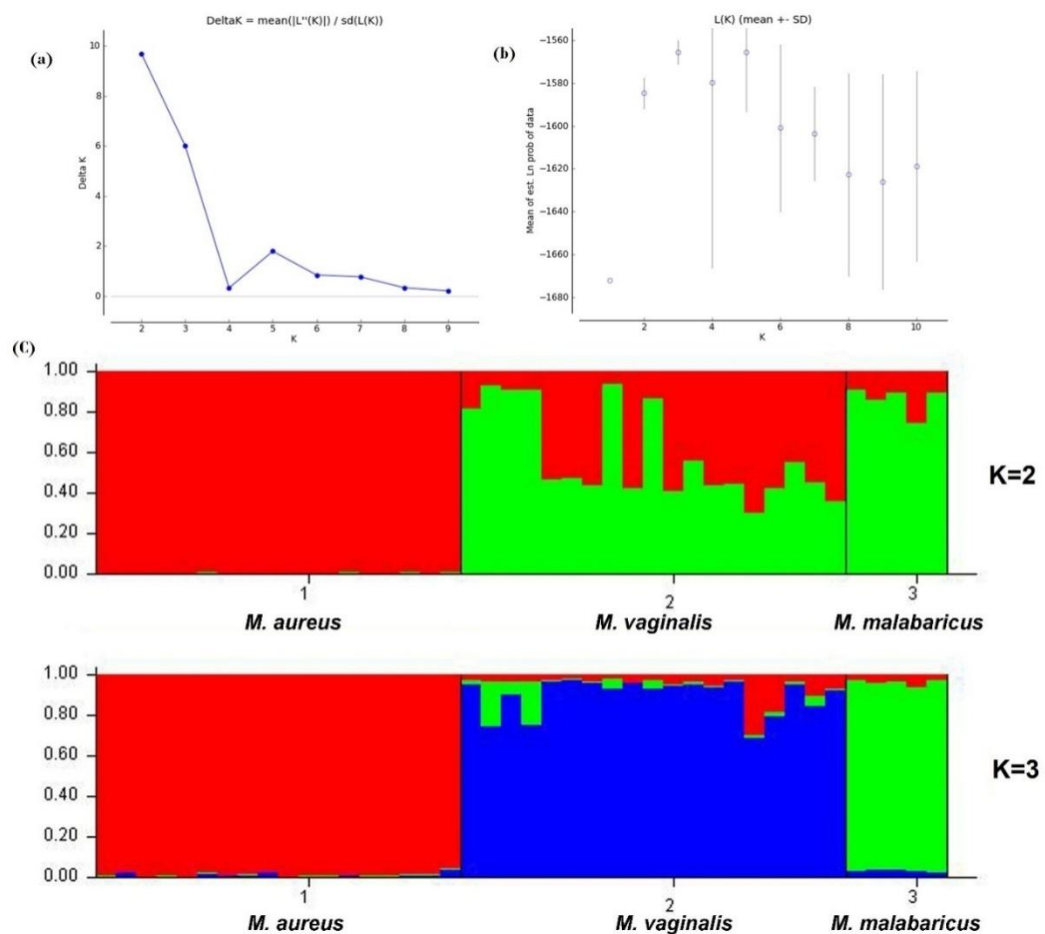 DeltaK = mean(|L''(K)|) / sd(L(K))
(a)
10
8
6
4
2
0
Delta K
2 3 4 5 6 7 8 9
K
L(K) (mean +- SD)
(b)
−1560
−1580
−1600
−1620
−1640
−1660
−1680
Mean of est. Ln prob of data
2 4 6 8 10
K
(C)
1.00
0.80
0.60
0.40
0.20
0.00
K=2
1 2 3
M. aureus M. vaginalis M. malabaricus
1.00
0.80
0.60
0.40
0.20
0.00
K=3
1 2 3
M. aureus M. vaginalis M. malabaricus